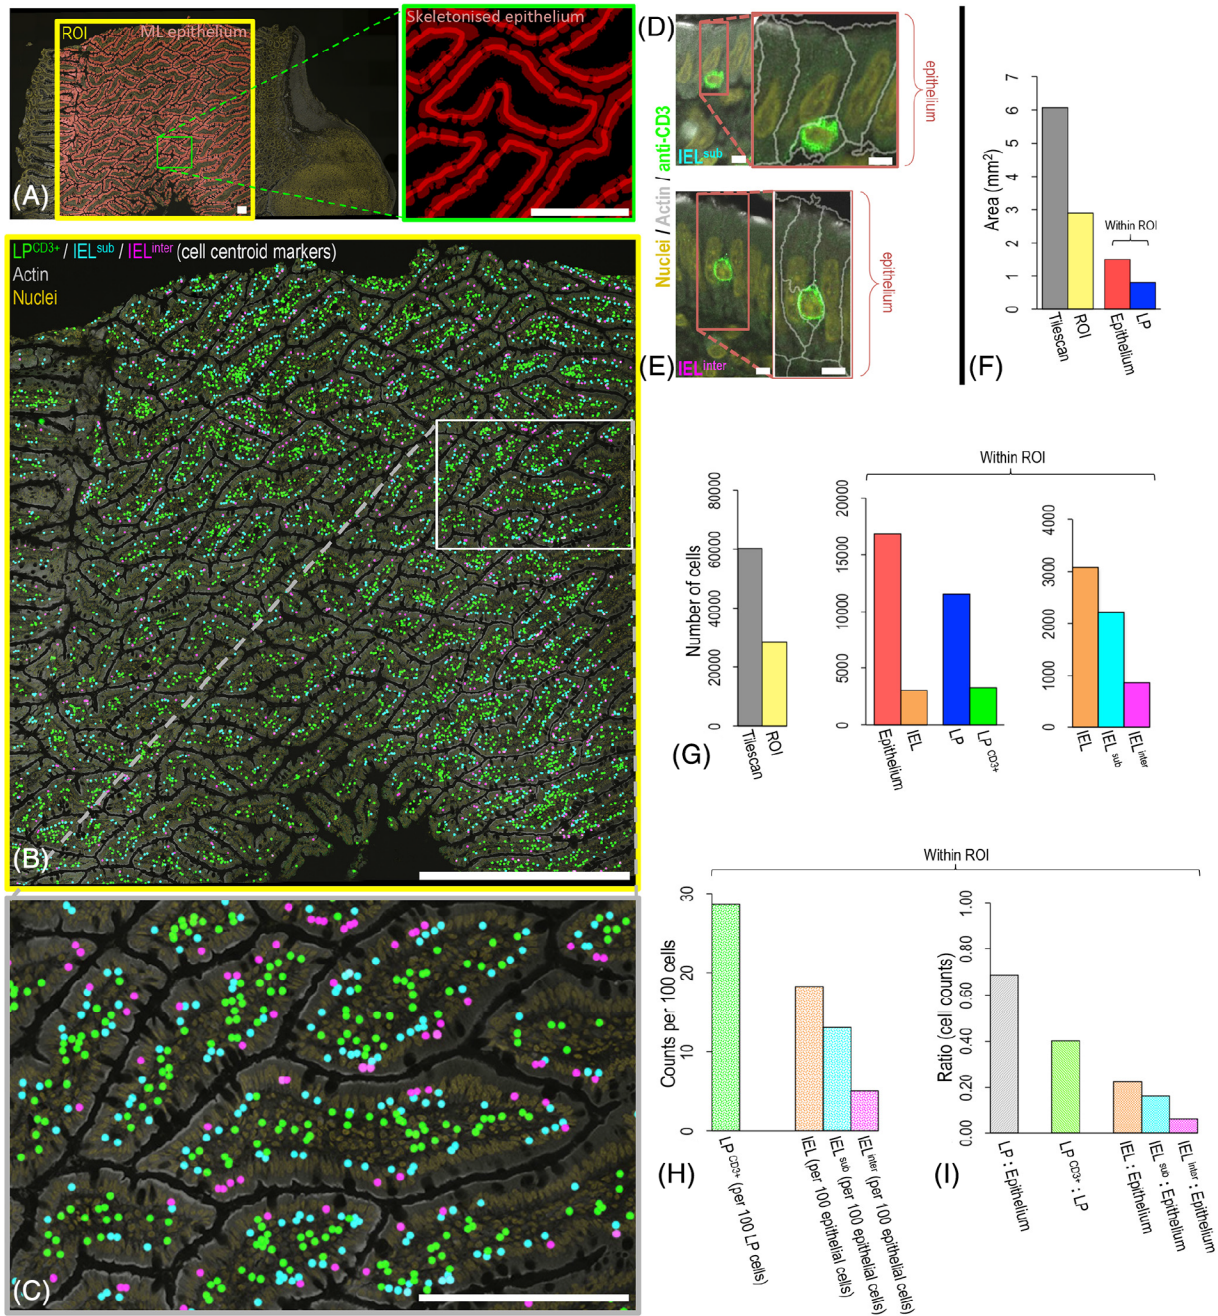 ROI
ML epithelium
(A)
Skeletonised epithelium
LP^CD3+ / IEL^sub / IEL^inter (cell centroid markers)
Actin
Nuclei
(B)
(C)
(D)
IEL^sub
epithelium
Nuclei / Actin / anti-CD3
(E)
IEL^inter
epithelium
(F)
Area (mm²)
0 1 2 3 4 5 6 7
Within ROI
Tilescan
ROI
Epithelium
LP
(G)
Number of cells
0 20000 40000 60000 80000
Tilescan
ROI
Within ROI
0 5000 10000 15000 20000
Epithelium
IEL
LP
LP^CD3+
0 1000 2000 3000 4000
IEL
IEL_sub
IEL^inter
Within ROI
(H)
Counts per 100 cells
0 10 20 30
LP^CD3+ (per 100 LP cells)
IEL (per 100 epithelial cells)
IEL^sub (per 100 epithelial cells)
IEL^inter (per 100 epithelial cells)
(I)
Ratio (cell counts)
0.00 0.20 0.40 0.60 0.80 1.00
LP : Epithelium
LP^CD3+ : LP
IEL : Epithelium
IEL^sub : Epithelium
IEL^inter : Epithelium